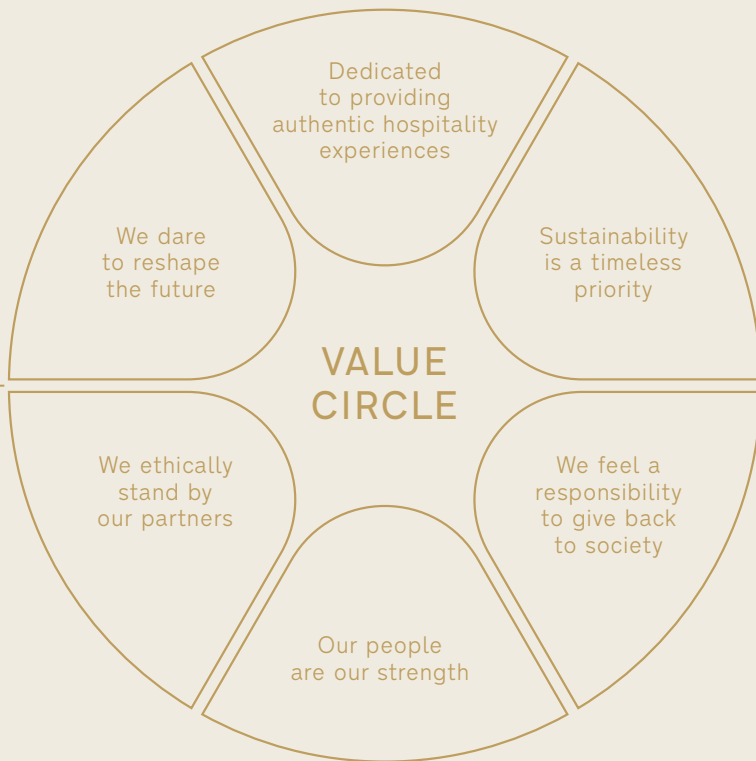 Dedicated
to providing
authentic hospitality
experiences
We dare
to reshape
the future
Sustainability
is a timeless
priority
VALUE
CIRCLE
We ethically
stand by
our partners
We feel a
responsibility
to give back
to society
Our people
are our strength